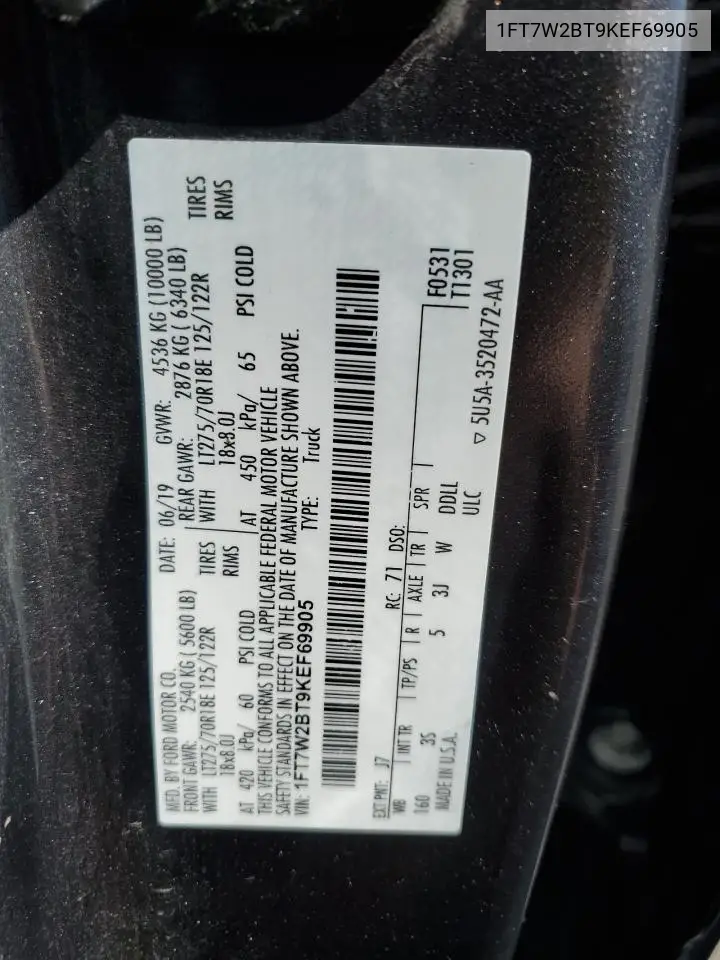 1FT7W2BT9KEF69905
MFD. BY FORD MOTOR CO.
DATE: 06/19 GVWR: 4536 KG (10000 LB)
FRONT GAWR: 2540 KG ( 5600 LB)
REAR GAWR: 2876 KG ( 6340 LB)
WITH LT275/70R18E 125/122R TIRES
WITH LT275/70R18E 125/122R TIRES
18x8.0J RIMS
18x8.0J RIMS
AT 420 kPa/ 60 PSI COLD
AT 450 kPa/ 65 PSI COLD
THIS VEHICLE CONFORMS TO ALL APPLICABLE FEDERAL MOTOR VEHICLE
SAFETY STANDARDS IN EFFECT ON THE DATE OF MANUFACTURE SHOWN ABOVE.
VIN: 1FT7W2BT9KEF69905 TYPE: Truck
EXT PNT: J7 RC: 71 DSO: F0531
WB INT TR TP/PS R AXLE TR SPR T1301
160 3S 5 3J W DDLL
MADE IN U.S.A. ULC
5U5A-3520472-AA